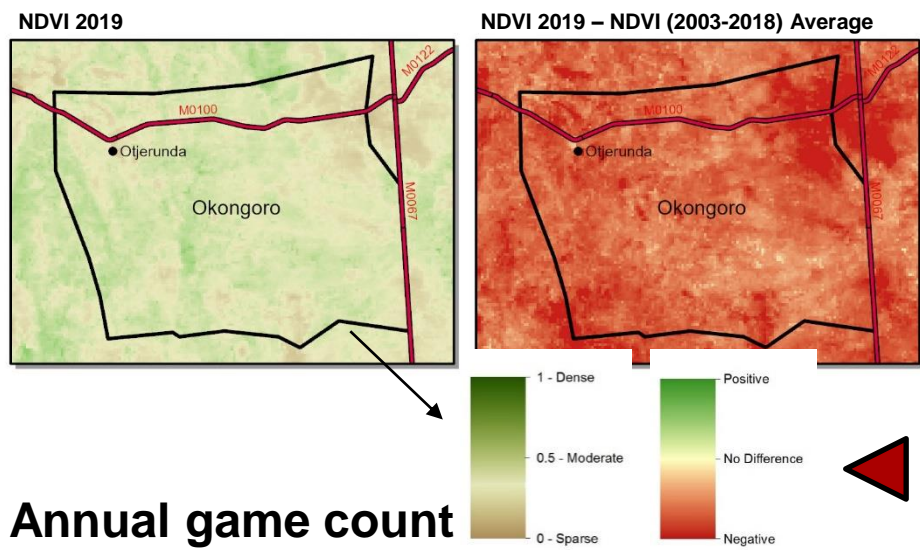 NDVI 2019
NDVI 2019 – NDVI (2003-2018) Average
M0122
M0100
Otjerunda
M0067
Okongoro
M0122
M0100
Otjerunda
M0067
Okongoro
1 - Dense
0.5 - Moderate
0 - Sparse
Positive
No Difference
Negative
Annual game count